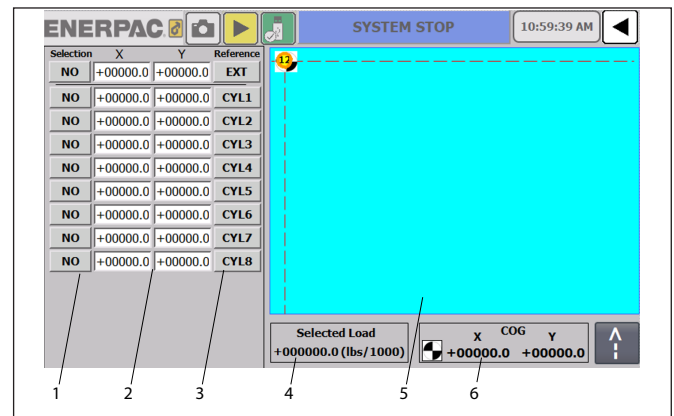 ENERPAC.
SYSTEM STOP
10:59:39 AM
Selection X Y Reference
NO +00000.0 +00000.0 EXT
NO +00000.0 +00000.0 CYL1
NO +00000.0 +00000.0 CYL2
NO +00000.0 +00000.0 CYL3
NO +00000.0 +00000.0 CYL4
NO +00000.0 +00000.0 CYL5
NO +00000.0 +00000.0 CYL6
NO +00000.0 +00000.0 CYL7
NO +00000.0 +00000.0 CYL8
12
Selected Load
+000000.0 (lbs/1000)
X COG Y
+00000.0 +00000.0
1 2 3 4 5 6